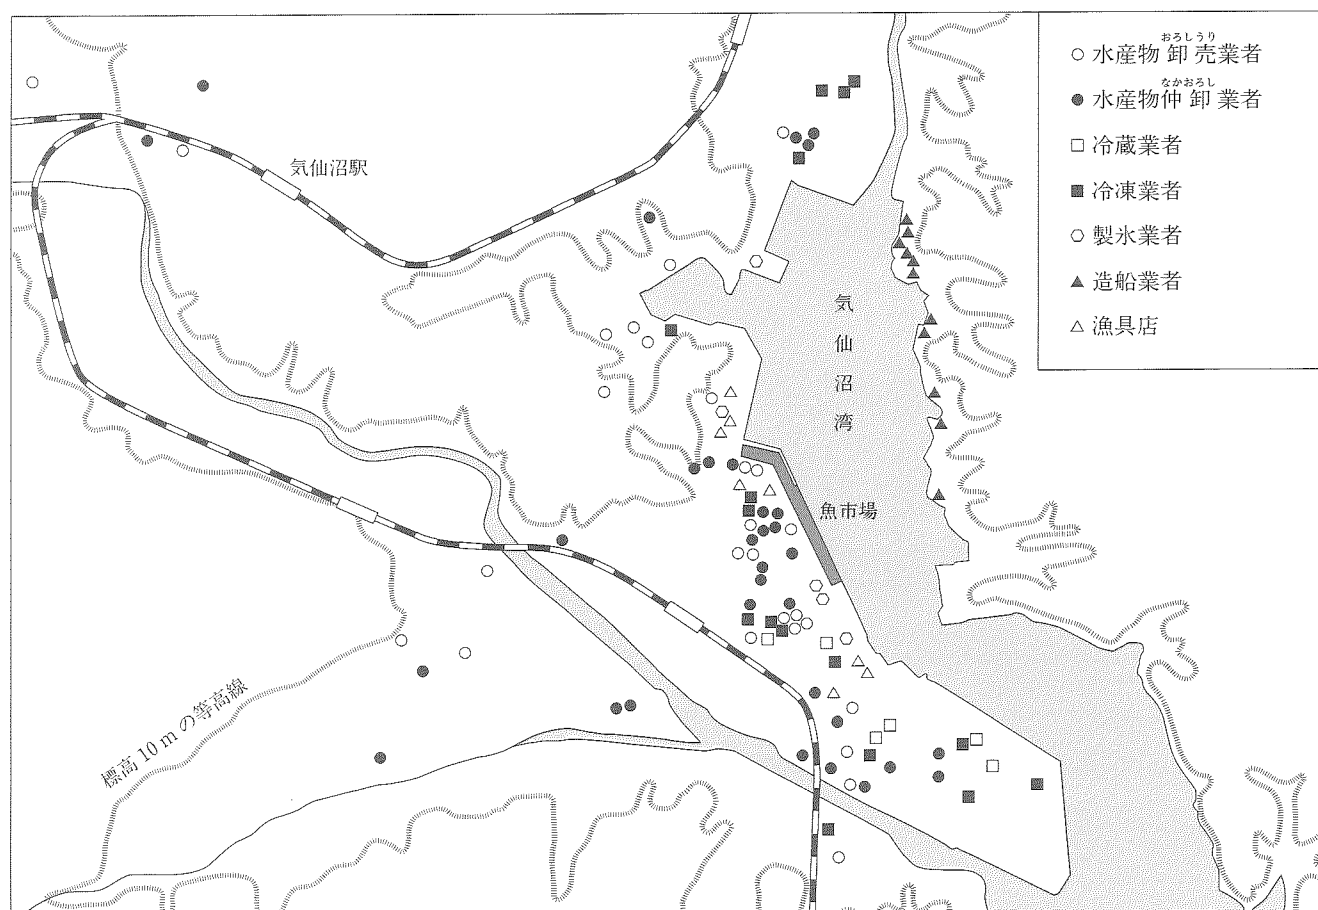 水産物卸売業者
おろしうり
水産物仲卸業者
なかおろし
冷蔵業者
冷凍業者
製氷業者
造船業者
漁具店
気仙沼駅
気仙沼湾
魚市場
標高10mの等高線